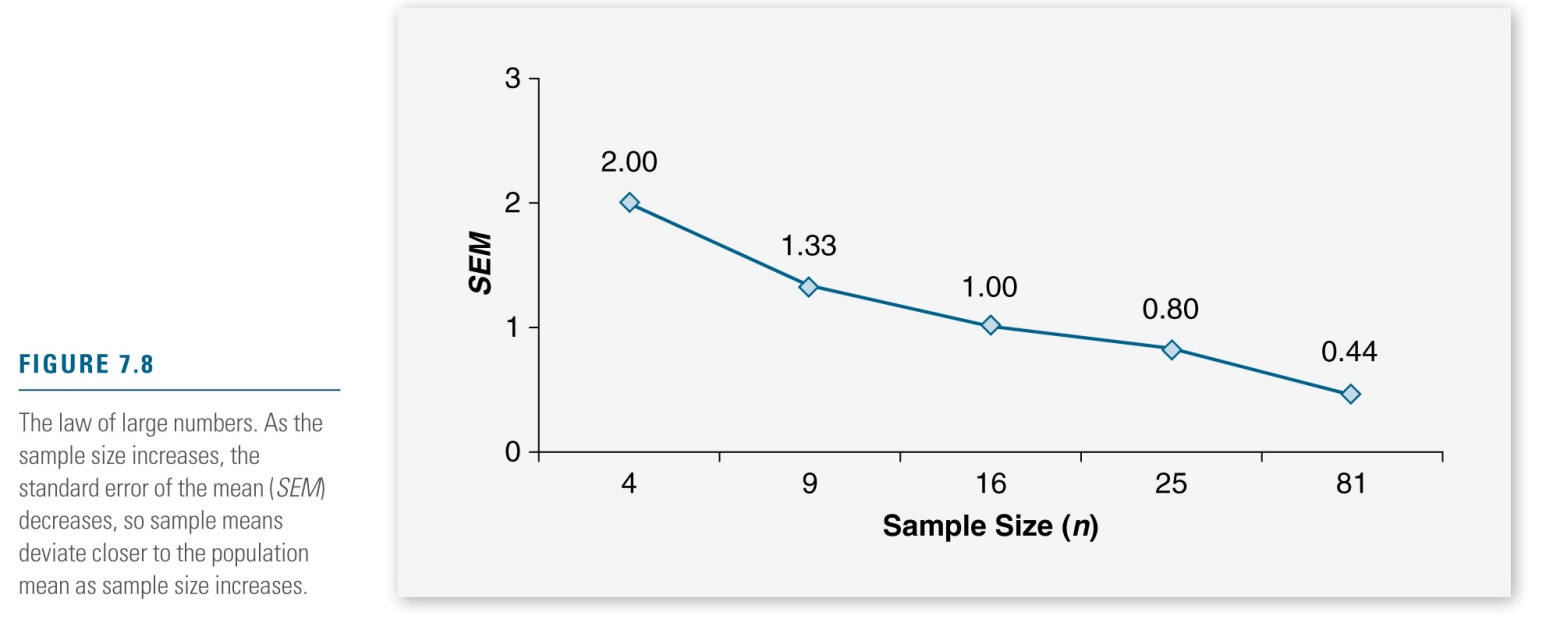 FIGURE 7.8
The law of large numbers. As the
sample size increases, the
standard error of the mean (SEM)
decreases, so sample means
deviate closer to the population
mean as sample size increases.
3
2
1
0
SEM
2.00
1.33
1.00
0.80
0.44
4 9 16 25 81
Sample Size (n)